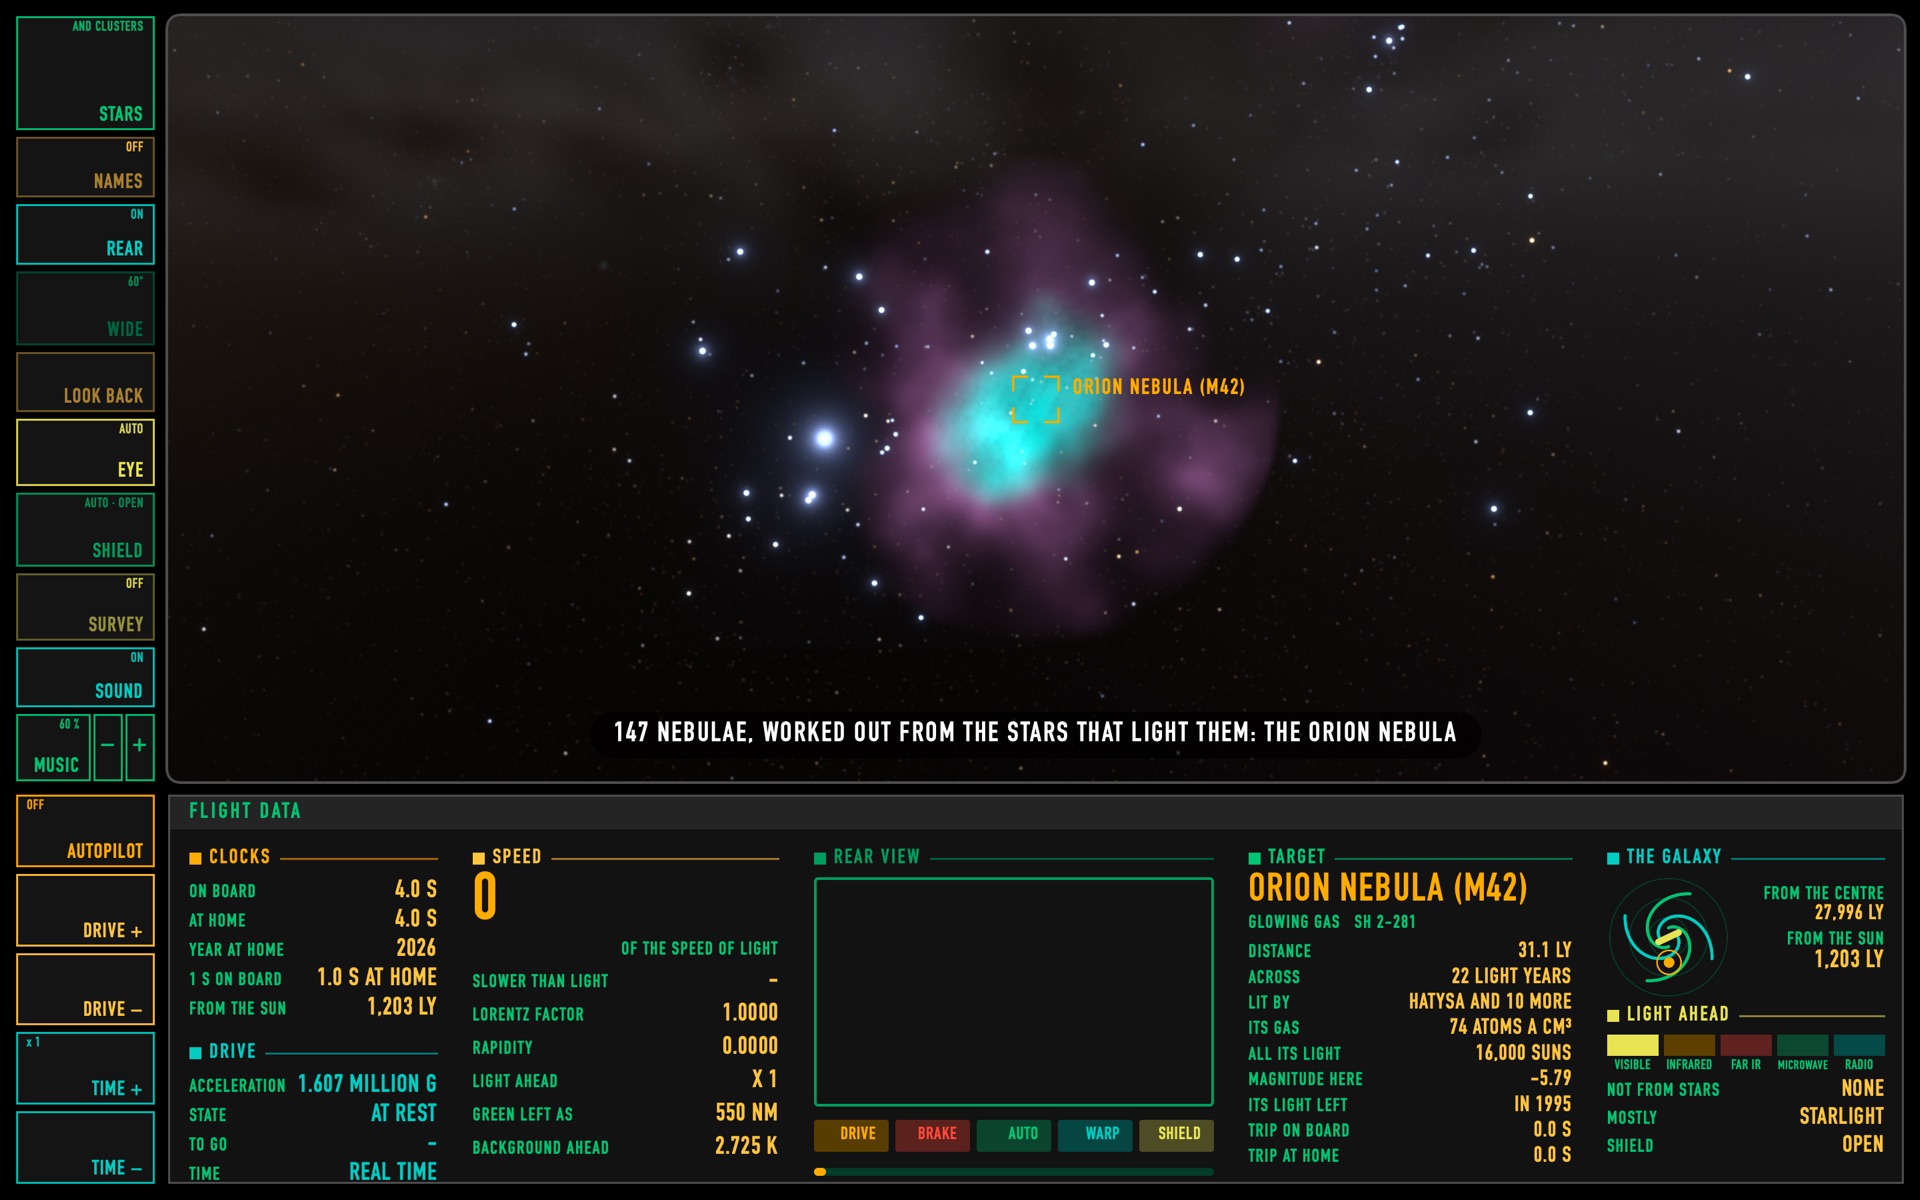 AND CLUSTERS
STARS
OFF
NAMES
ON
REAR
60°
WIDE
LOOK BACK
AUTO
EYE
AUTO · OPEN
SHIELD
OFF
SURVEY
ON
SOUND
60 %
MUSIC − +
OFF
AUTOPILOT
DRIVE +
DRIVE −
x 1
TIME +
TIME −
ORION NEBULA (M42)
147 NEBULAE, WORKED OUT FROM THE STARS THAT LIGHT THEM: THE ORION NEBULA
FLIGHT DATA
CLOCKS
ON BOARD 4.0 S
AT HOME 4.0 S
YEAR AT HOME 2026
1 S ON BOARD 1.0 S AT HOME
FROM THE SUN 1,203 LY
DRIVE
ACCELERATION 1.607 MILLION G
STATE AT REST
TO GO –
TIME REAL TIME
SPEED
0
OF THE SPEED OF LIGHT
SLOWER THAN LIGHT –
LORENTZ FACTOR 1.0000
RAPIDITY 0.0000
LIGHT AHEAD X 1
GREEN LEFT AS 550 NM
BACKGROUND AHEAD 2.725 K
REAR VIEW
DRIVE BRAKE AUTO WARP SHIELD
TARGET
ORION NEBULA (M42)
GLOWING GAS SH 2-281
DISTANCE 31.1 LY
ACROSS 22 LIGHT YEARS
LIT BY HATYSA AND 10 MORE
ITS GAS 74 ATOMS A CM³
ALL ITS LIGHT 16,000 SUNS
MAGNITUDE HERE -5.79
ITS LIGHT LEFT IN 1995
TRIP ON BOARD 0.0 S
TRIP AT HOME 0.0 S
THE GALAXY
FROM THE CENTRE
27,996 LY
FROM THE SUN
1,203 LY
LIGHT AHEAD
VISIBLE INFRARED FAR IR MICROWAVE RADIO
NOT FROM STARS NONE
MOSTLY STARLIGHT
SHIELD OPEN